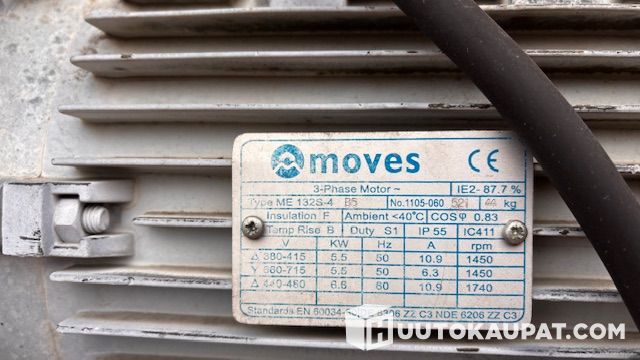 moves CE
3-Phase Motor ~ IE2- 87.7 %
Type ME 132S-4 B5 No. 1105-060 521 44 kg
Insulation F Ambient <40°C COS φ 0.83
Temp Rise B Duty S1 IP 55 IC411
V KW Hz A rpm
Δ 380-415 5.5 50 10.9 1450
Y 660-715 5.5 50 6.3 1450
Δ 440-480 6.6 60 10.9 1740
Standards EN 60034- 6206 ZZ C3 NDE 6206 ZZ C3
HUUTOKAUPAT.COM